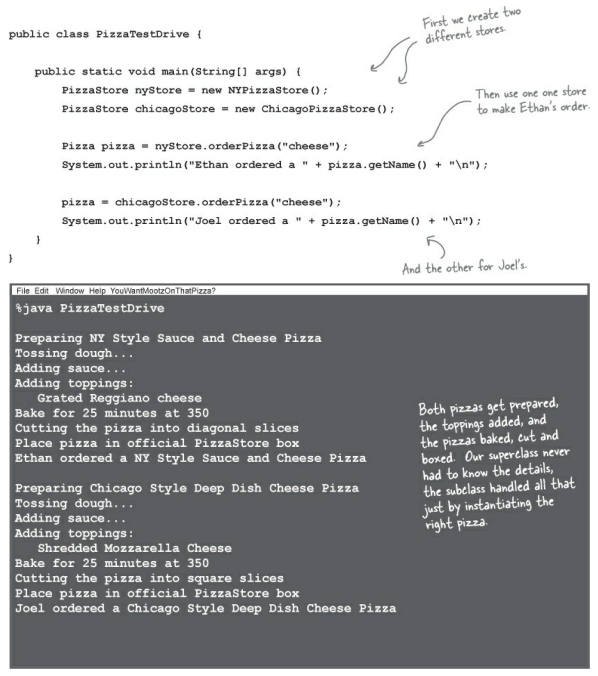 First we create two
different stores.
public class PizzaTestDrive {
public static void main(String[] args) {
PizzaStore nyStore = new NYPizzaStore();
PizzaStore chicagoStore = new ChicagoPizzaStore();
Then use one one store
to make Ethan's order.
Pizza pizza = nyStore.orderPizza("cheese");
System.out.println("Ethan ordered a " + pizza.getName() + "\n");
pizza = chicagoStore.orderPizza("cheese");
System.out.println("Joel ordered a " + pizza.getName() + "\n");
}
}
And the other for Joel's.
File Edit Window Help YouWantMootzOnThatPizza?
%java PizzaTestDrive
Preparing NY Style Sauce and Cheese Pizza
Tossing dough...
Adding sauce...
Adding toppings:
Grated Reggiano cheese
Bake for 25 minutes at 350
Cutting the pizza into diagonal slices
Place pizza in official PizzaStore box
Ethan ordered a NY Style Sauce and Cheese Pizza
Preparing Chicago Style Deep Dish Cheese Pizza
Tossing dough...
Adding sauce...
Adding toppings:
Shredded Mozzarella Cheese
Bake for 25 minutes at 350
Cutting the pizza into square slices
Place pizza in official PizzaStore box
Joel ordered a Chicago Style Deep Dish Cheese Pizza
Both pizzas get prepared,
the toppings added, and
the pizzas baked, cut and
boxed. Our superclass never
had to know the details,
the subclass handled all that
just by instantiating the
right pizza.